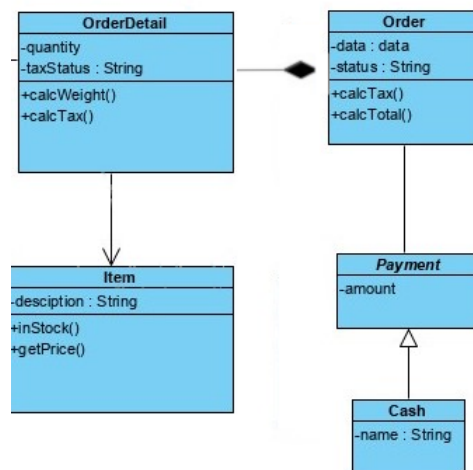 OrderDetail
-quantity
-taxStatus : String
+calcWeight()
+calcTax()
Order
-data : data
-status : String
+calcTax()
+calcTotal()
Item
-desciption : String
+inStock()
+getPrice()
Payment
-amount
Cash
-name : String